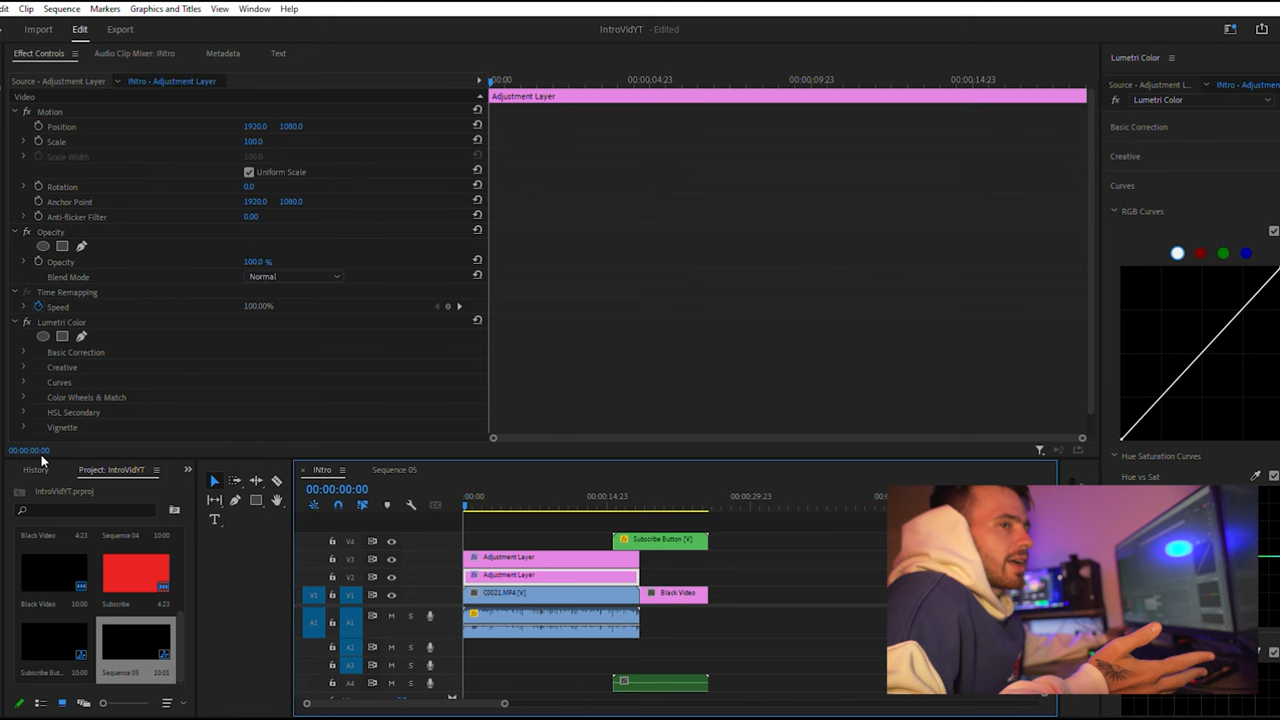 Clip Sequence Markers Graphics and Titles View Window Help
Import Edit Export IntroVidYT - Edited
Effect Controls Audio Clip Mixer: INtro Metadata Text
Source - Adjustment Layer INtro - Adjustment Layer
Video
Motion
Position 1920.0 1080.0
Scale 100.0
Scale Width 100.0
Uniform Scale
Rotation 0.0
Anchor Point 1920.0 1080.0
Anti-flicker Filter 0.00
Opacity
Opacity 100.0 %
Blend Mode Normal
Time Remapping
Speed 100.00%
fx Lumetri Color
Basic Correction
Creative
Curves
Color Wheels & Match
HSL Secondary
Vignette
00:00:00:00
:00:00 00:00:04:23 00:00:09:23 00:00:14:23
Adjustment Layer
Lumetri Color
Source - Adjustment L... INtro - Adjustmen
fx Lumetri Color
Basic Correction
Creative
Curves
RGB Curves
Hue Saturation Curves
Hue vs Sat
History Project: IntroVidYT
IntroVidYT.prproj
Black Video 4:23 Sequence 04 10:00
Black Video 10:00 Subscribe 4:23
Subscribe But... 10:00 Sequence 05 10:01
INtro Sequence 05
00:00:00:00
:00:00 00:00:14:23 00:00:29:23
V4 Subscribe Button [V]
V3 Adjustment Layer
V2 Adjustment Layer
V1 V1 C0021.MP4 [V] Black Video
A1 A1 M S
A2 M S
A3 M S
A4 M S